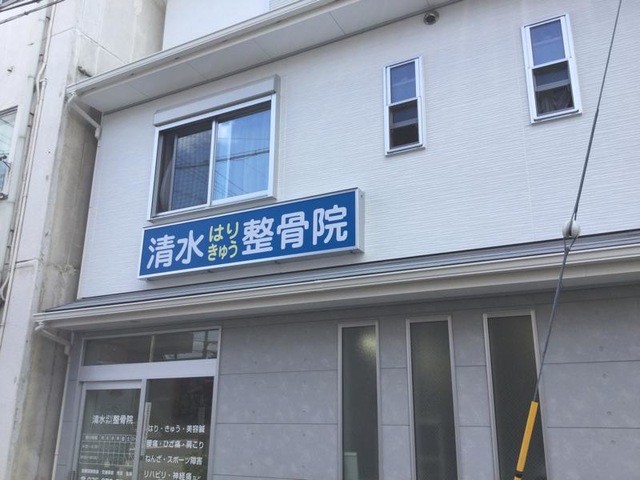 清水はりきゅう整骨院
清水はりきゅう整骨院
はり・きゅう・美容鍼
腰痛・ひざ痛・肩こり
ねんざ・スポーツ障害
リハビリ・神経痛など